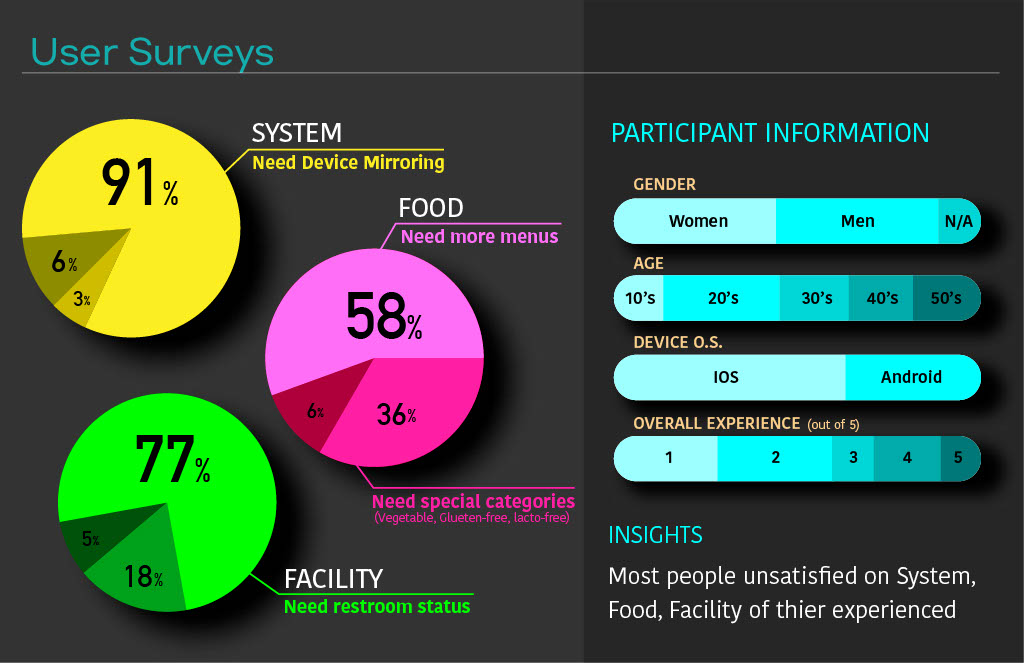 User Surveys
91%
6%
3%
SYSTEM
Need Device Mirroring
FOOD
Need more menus
58%
6%
36%
Need special categories
(Vegetable, Glueten-free, lacto-free)
77%
5%
18%
FACILITY
Need restroom status
PARTICIPANT INFORMATION
GENDER
Women Men N/A
AGE
10's 20's 30's 40's 50's
DEVICE O.S.
IOS Android
OVERALL EXPERIENCE (out of 5)
1 2 3 4 5
INSIGHTS
Most people unsatisfied on System,
Food, Facility of thier experienced